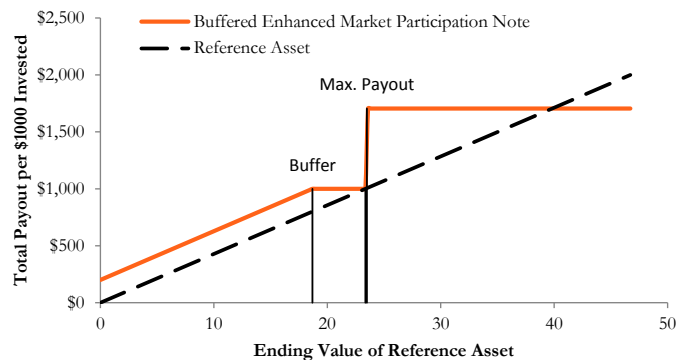 $2,500
Buffered Enhanced Market Participation Note
Reference Asset
$2,000
Max. Payout
$1,500
Buffer
$1,000
$500
$0
Total Payout per $1000 Invested
0
10
20
30
40
50
Ending Value of Reference Asset